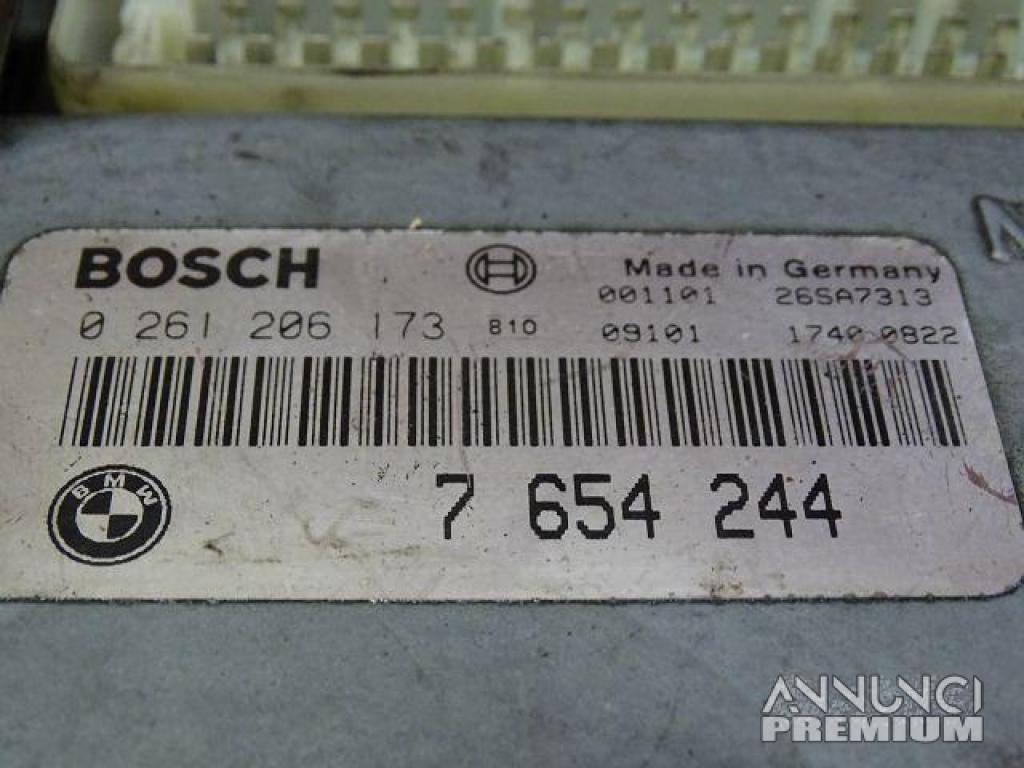 BOSCH Made in Germany
001101 26SA7313
0 261 206 173 B10 09101 1740 0822
BMW 7 654 244
ANNUNCI
PREMIUM